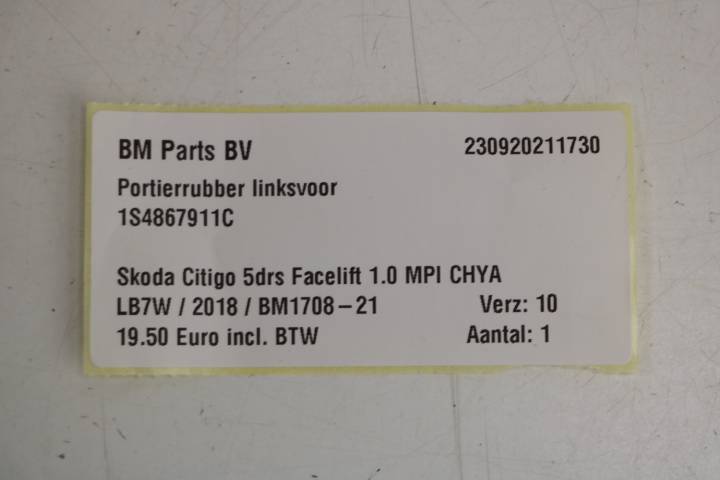 BM Parts BV 230920211730
Portierrubber linksvoor
1S4867911C
Skoda Citigo 5drs Facelift 1.0 MPI CHYA
LB7W / 2018 / BM1708-21 Verz: 10
19.50 Euro incl. BTW Aantal: 1